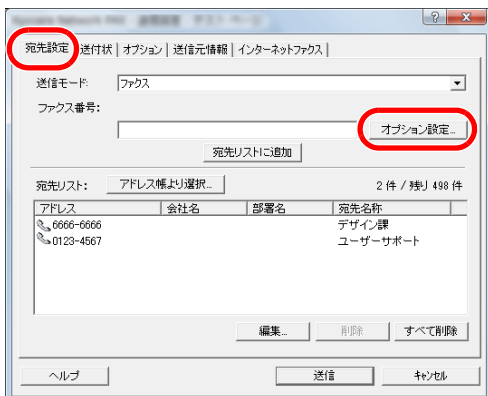 宛先設定 送付状 オプション 送信元情報 インターネットファクス
送信モード: ファクス
ファクス番号:
オプション設定...
宛先リストに追加
宛先リスト: アドレス帳より選択... 2 件 / 残り 498 件
アドレス 会社名 部署名 宛先名称
6666-6666 デザイン課
0123-4567 ユーザーサポート
編集... 削除 すべて削除
ヘルプ 送信 キャンセル